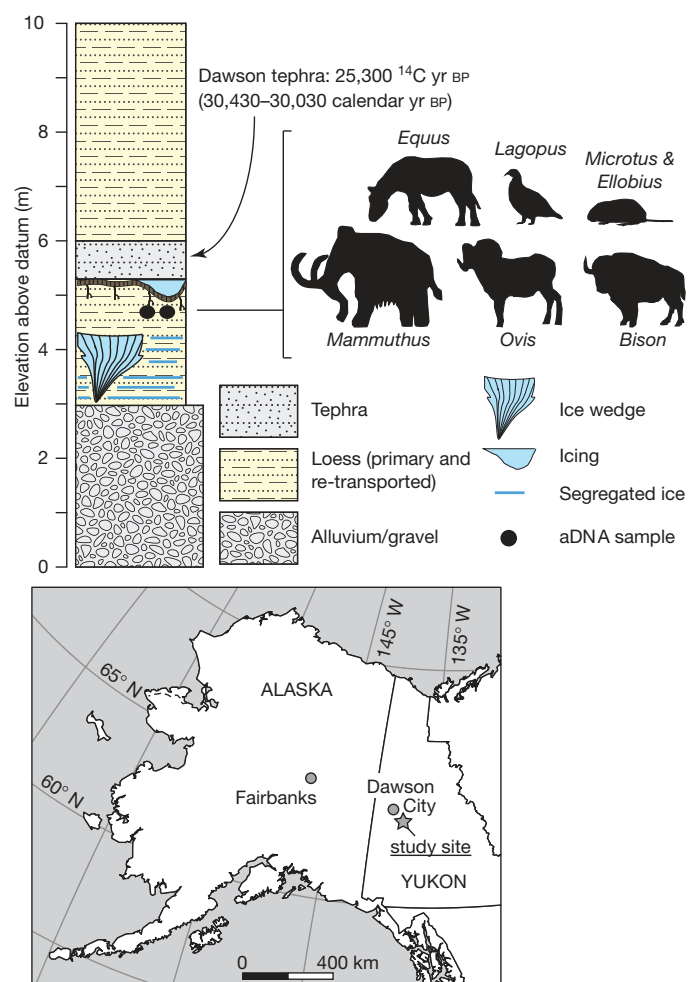 10
8
6
4
2
0
Elevation above datum (m)
Dawson tephra: 25,300 ¹⁴C yr BP
(30,430–30,030 calendar yr BP)
Equus
Lagopus
Microtus &
Ellobius
Mammuthus
Ovis
Bison
Tephra
Loess (primary and
re-transported)
Alluvium/gravel
Ice wedge
Icing
Segregated ice
aDNA sample
145° W
135° W
65° N
60° N
ALASKA
Fairbanks
Dawson
City
study site
YUKON
0 400 km